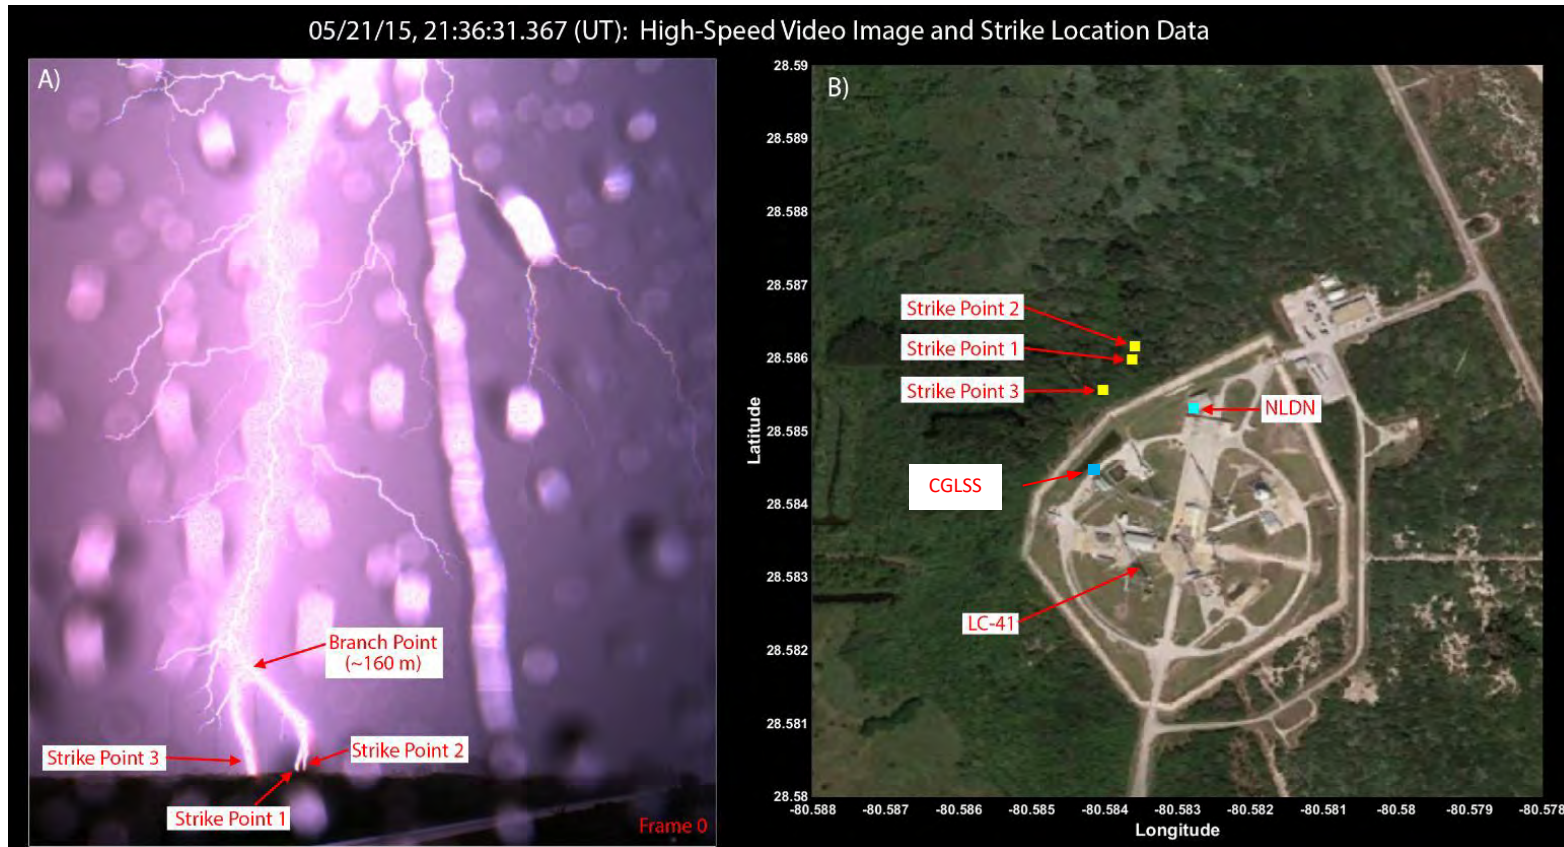 05/21/15, 21:36:31.367 (UT): High-Speed Video Image and Strike Location Data
A)
Branch Point
(~160 m)
Strike Point 3
Strike Point 2
Strike Point 1
Frame 0
B)
28.59
28.589
28.588
28.587
28.586
28.585
28.584
28.583
28.582
28.581
28.58
Latitude
Strike Point 2
Strike Point 1
Strike Point 3
NLDN
CGLSS
LC-41
-80.588
-80.587
-80.586
-80.585
-80.584
-80.583
-80.582
-80.581
-80.58
-80.579
-80.578
Longitude